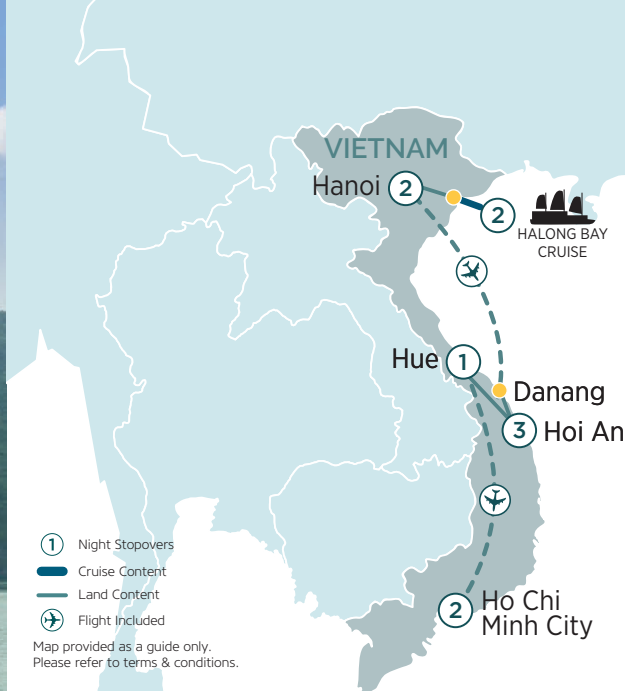 VIETNAM
Hanoi 2
2
HALONG BAY
CRUISE
Hue 1
Danang
3 Hoi An
2 Ho Chi
Minh City
1 Night Stopovers
Cruise Content
Land Content
Flight Included
Map provided as a guide only.
Please refer to terms & conditions.